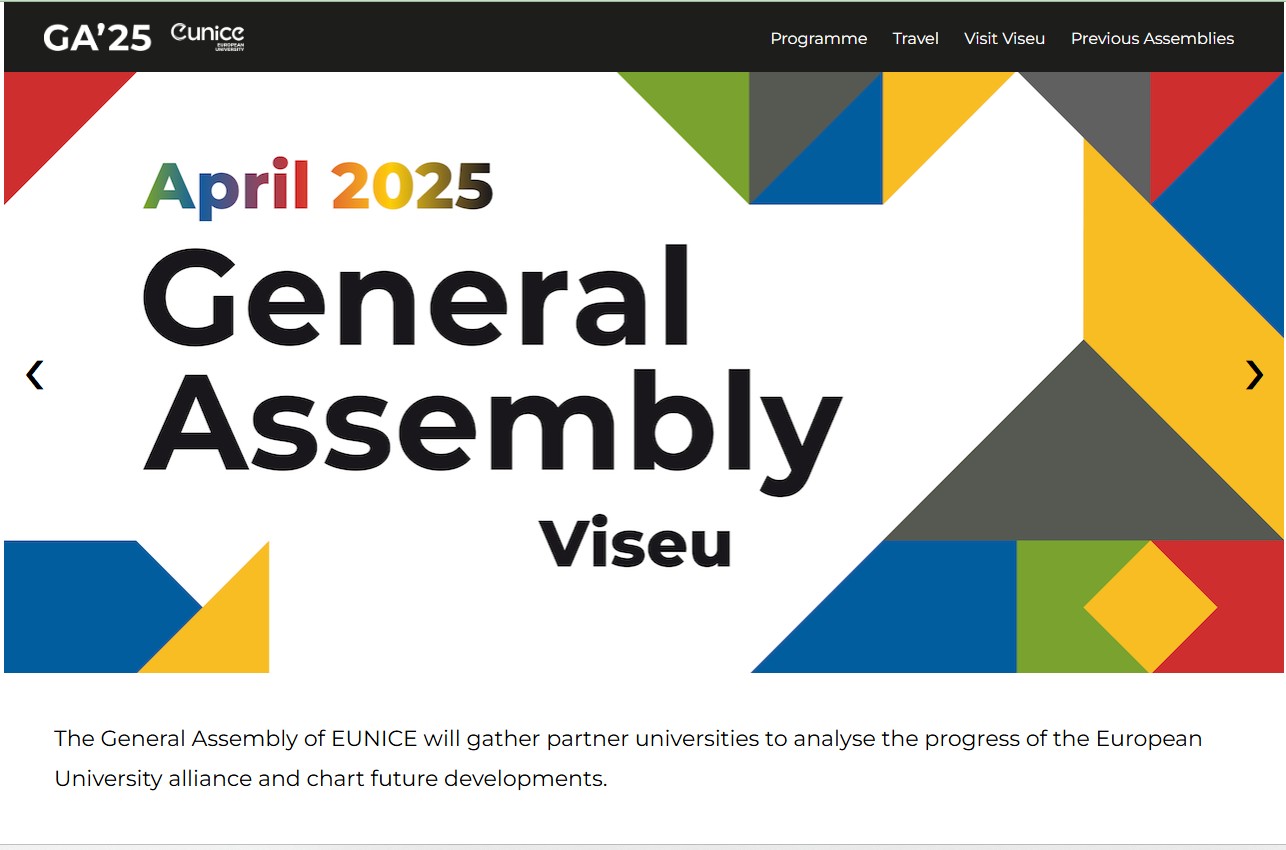 GA'25 eunice
EUROPEAN
UNIVERSITY
Programme Travel Visit Viseu Previous Assemblies
April 2025
General
Assembly
Viseu
The General Assembly of EUNICE will gather partner universities to analyse the progress of the European
University alliance and chart future developments.